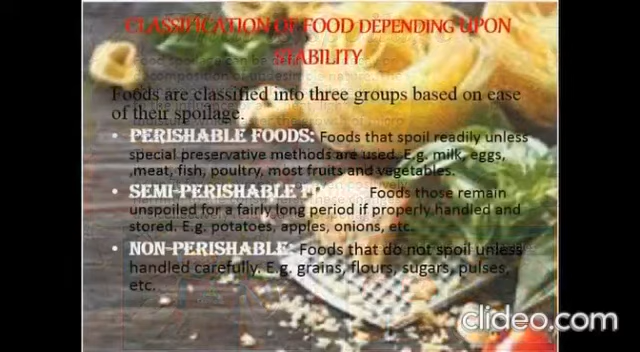 CLASSIFICATION OF FOOD DEPENDING UPON
STABILITY
Foods are classified into three groups based on ease
of their spoilage.
• PERISHABLE FOODS: Foods that spoil readily unless
special preservative methods are used. E.g. milk, eggs,
,meat, fish, poultry, most fruits and vegetables.
• SEMI-PERISHABLE FOODS: Foods those remain
unspoiled for a fairly long period if properly handled and
stored. E.g. potatoes, apples, onions, etc.
• NON-PERISHABLE: Foods that do not spoil unless
handled carefully. E.g. grains, flours, sugars, pulses,
etc.
clideo.com